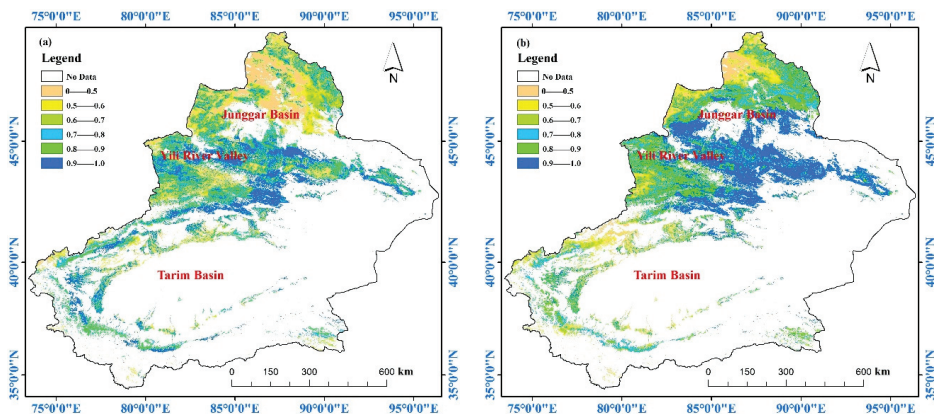 75°0'0"E 80°0'0"E 85°0'0"E 90°0'0"E 95°0'0"E
(a)
Legend
No Data
0——0.5
0.5——0.6
0.6——0.7
0.7——0.8
0.8——0.9
0.9——1.0
N
Junggar Basin
Yili River Valley
Tarim Basin
45°0'0"N
40°0'0"N
35°0'0"N
0 150 300 600 km
75°0'0"E 80°0'0"E 85°0'0"E 90°0'0"E 95°0'0"E
75°0'0"E 80°0'0"E 85°0'0"E 90°0'0"E 95°0'0"E
(b)
Legend
No Data
0——0.5
0.5——0.6
0.6——0.7
0.7——0.8
0.8——0.9
0.9——1.0
N
Junggar Basin
Yili River Valley
Tarim Basin
45°0'0"N
40°0'0"N
35°0'0"N
0 150 300 600 km
75°0'0"E 80°0'0"E 85°0'0"E 90°0'0"E 95°0'0"E